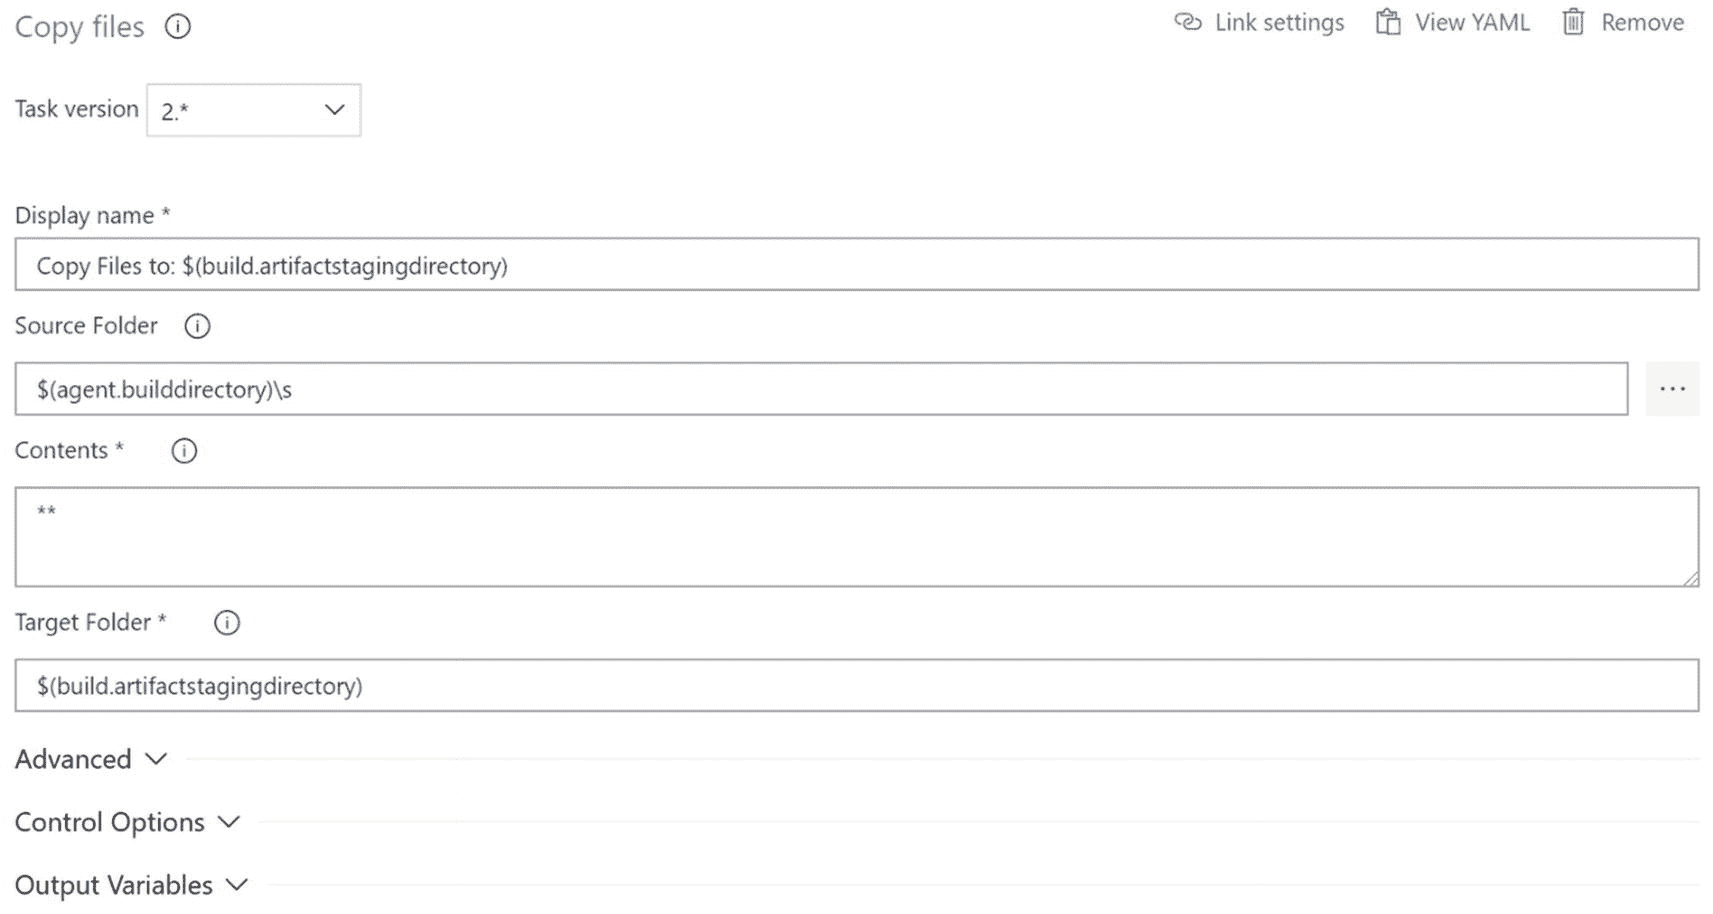 Copy files
Link settings View YAML Remove
Task version 2.*
Display name *
Copy Files to: $(build.artifactstagingdirectory)
Source Folder
$(agent.builddirectory)\s
...
Contents *
**
Target Folder *
$(build.artifactstagingdirectory)
Advanced
Control Options
Output Variables